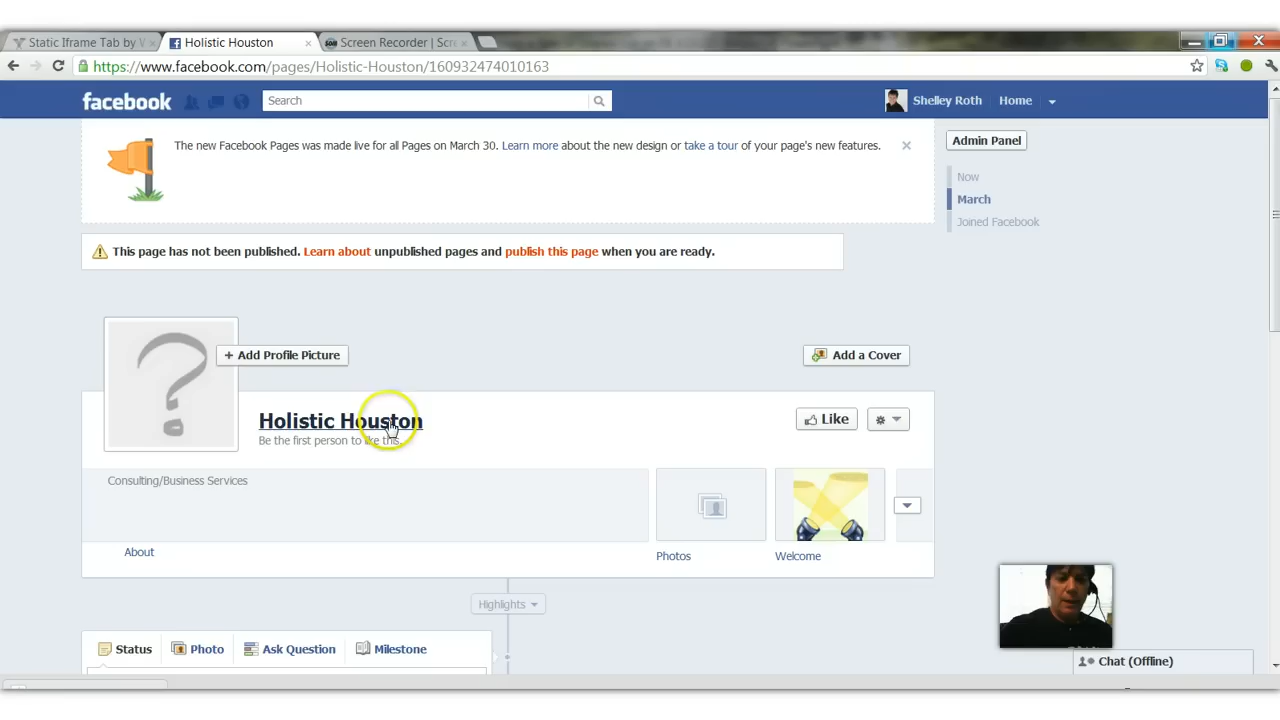 Static Iframe Tab by
Holistic Houston
Screen Recorder | Scre
https://www.facebook.com/pages/Holistic-Houston/160932474010163
facebook
Search
Shelley Roth
Home
The new Facebook Pages was made live for all Pages on March 30. Learn more about the new design or take a tour of your page's new features.
Admin Panel
Now
March
Joined Facebook
This page has not been published. Learn about unpublished pages and publish this page when you are ready.
+ Add Profile Picture
Add a Cover
Holistic Houston
Like
Be the first person to like this.
Consulting/Business Services
About
Photos
Welcome
Highlights
Status
Photo
Ask Question
Milestone
Chat (Offline)